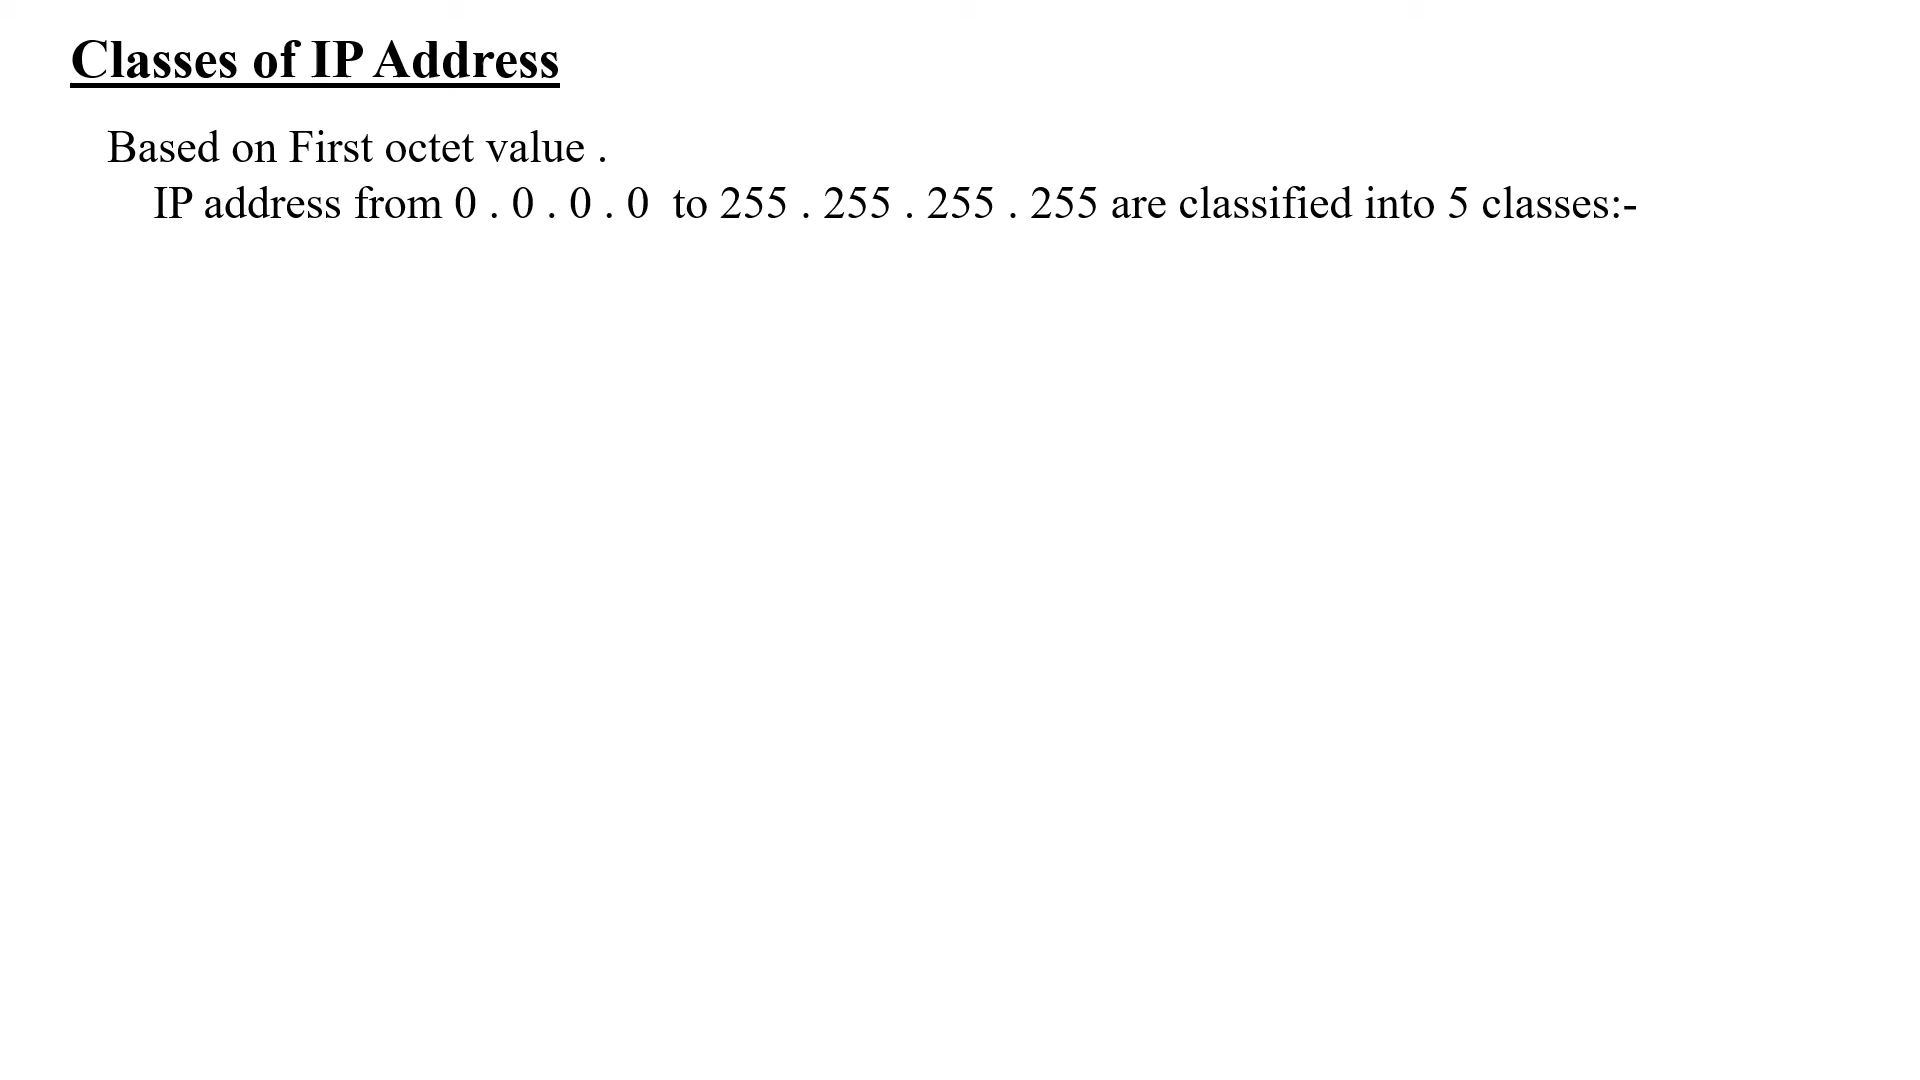 Classes of IP Address
Based on First octet value .
IP address from 0 . 0 . 0 . 0  to 255 . 255 . 255 . 255 are classified into 5 classes:-